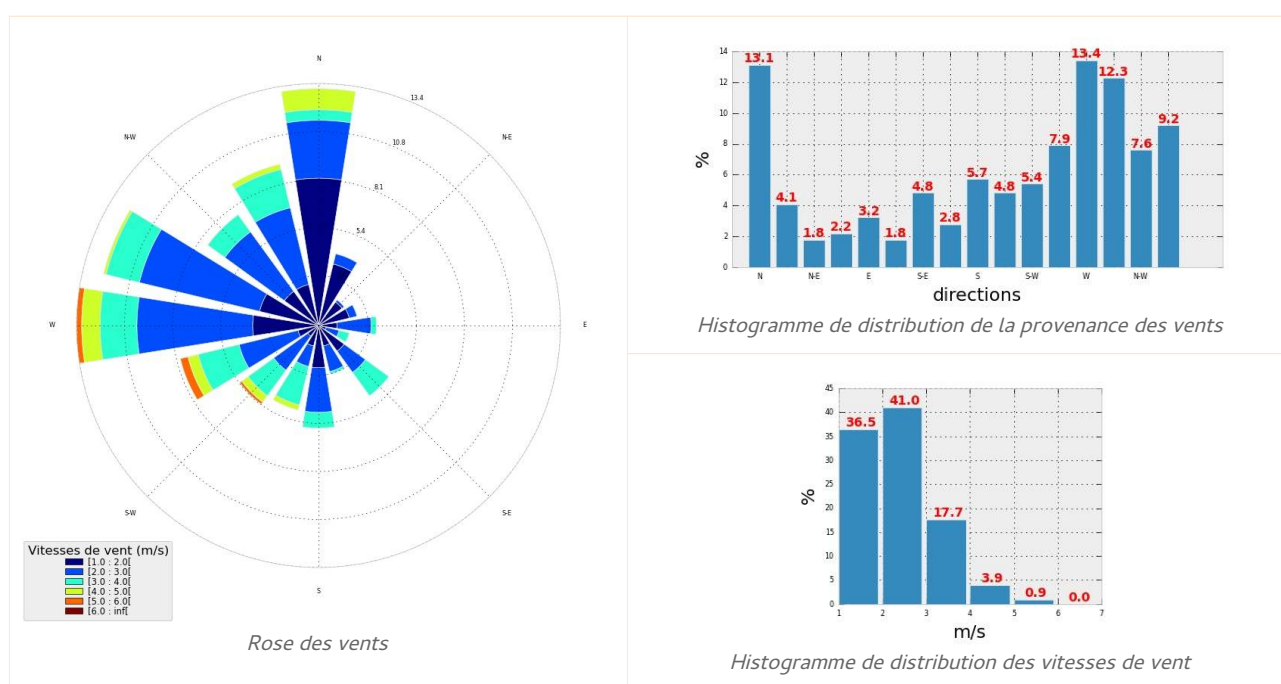 N
13.4
N-W
N-E
10.8
8.1
5.4
W
E
S-W
S-E
S
Vitesses de vent (m/s)
[1.0 : 2.0[
[2.0 : 3.0[
[3.0 : 4.0[
[4.0 : 5.0[
[5.0 : 6.0[
[6.0 : inf[
Rose des vents
14
12
10
8
6
4
2
0
%
13.1
4.1
1.8
2.2
3.2
1.8
4.8
2.8
5.7
4.8
5.4
7.9
13.4
12.3
7.6
9.2
N N-E E S-E S S-W W N-W
directions
Histogramme de distribution de la provenance des vents
45
40
35
30
25
20
15
10
5
0
%
36.5
41.0
17.7
3.9
0.9
0.0
1 2 3 4 5 6 7
m/s
Histogramme de distribution des vitesses de vent